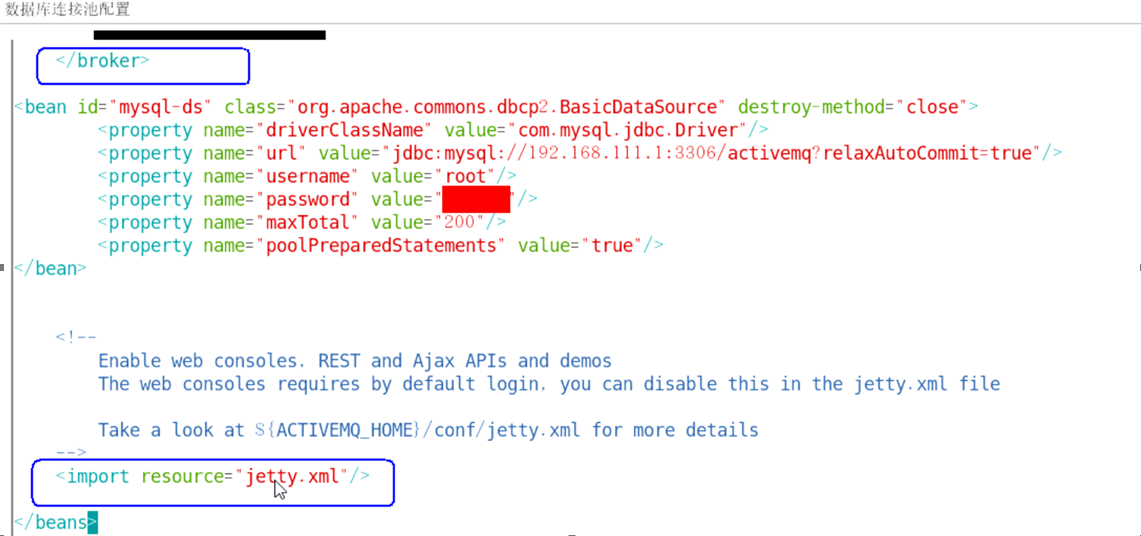 数据库连接池配置
</broker>
<bean id="mysql-ds" class="org.apache.commons.dbcp2.BasicDataSource" destroy-method="close">
<property name="driverClassName" value="com.mysql.jdbc.Driver"/>
<property name="url" value="jdbc:mysql://192.168.111.1:3306/activemq?relaxAutoCommit=true"/>
<property name="username" value="root"/>
<property name="password" value=" "/>
<property name="maxTotal" value="200"/>
<property name="poolPreparedStatements" value="true"/>
</bean>
<!--
Enable web consoles, REST and Ajax APIs and demos
The web consoles requires by default login, you can disable this in the jetty.xml file
Take a look at ${ACTIVEMQ_HOME}/conf/jetty.xml for more details
-->
<import resource="jetty.xml"/>
</beans>